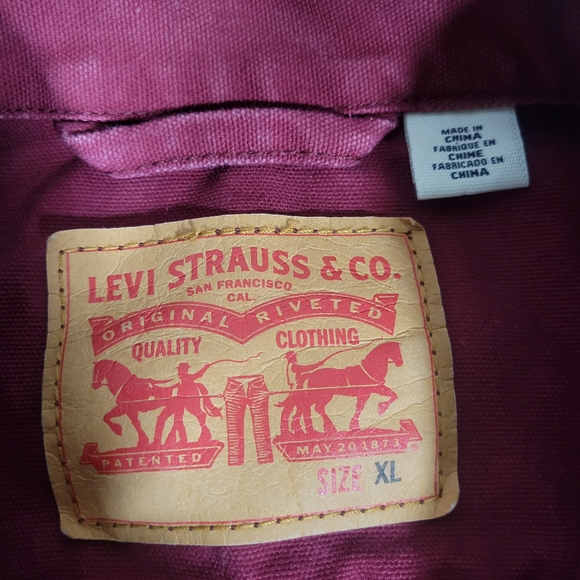 MADE IN
CHINA
FABRIQUE EN
CHINE
FABRICADO EN
CHINA
LEVI STRAUSS & CO.
SAN FRANCISCO
CAL.
ORIGINAL RIVETED
QUALITY CLOTHING
PATENTED MAY 20 1873 ®
SIZE XL